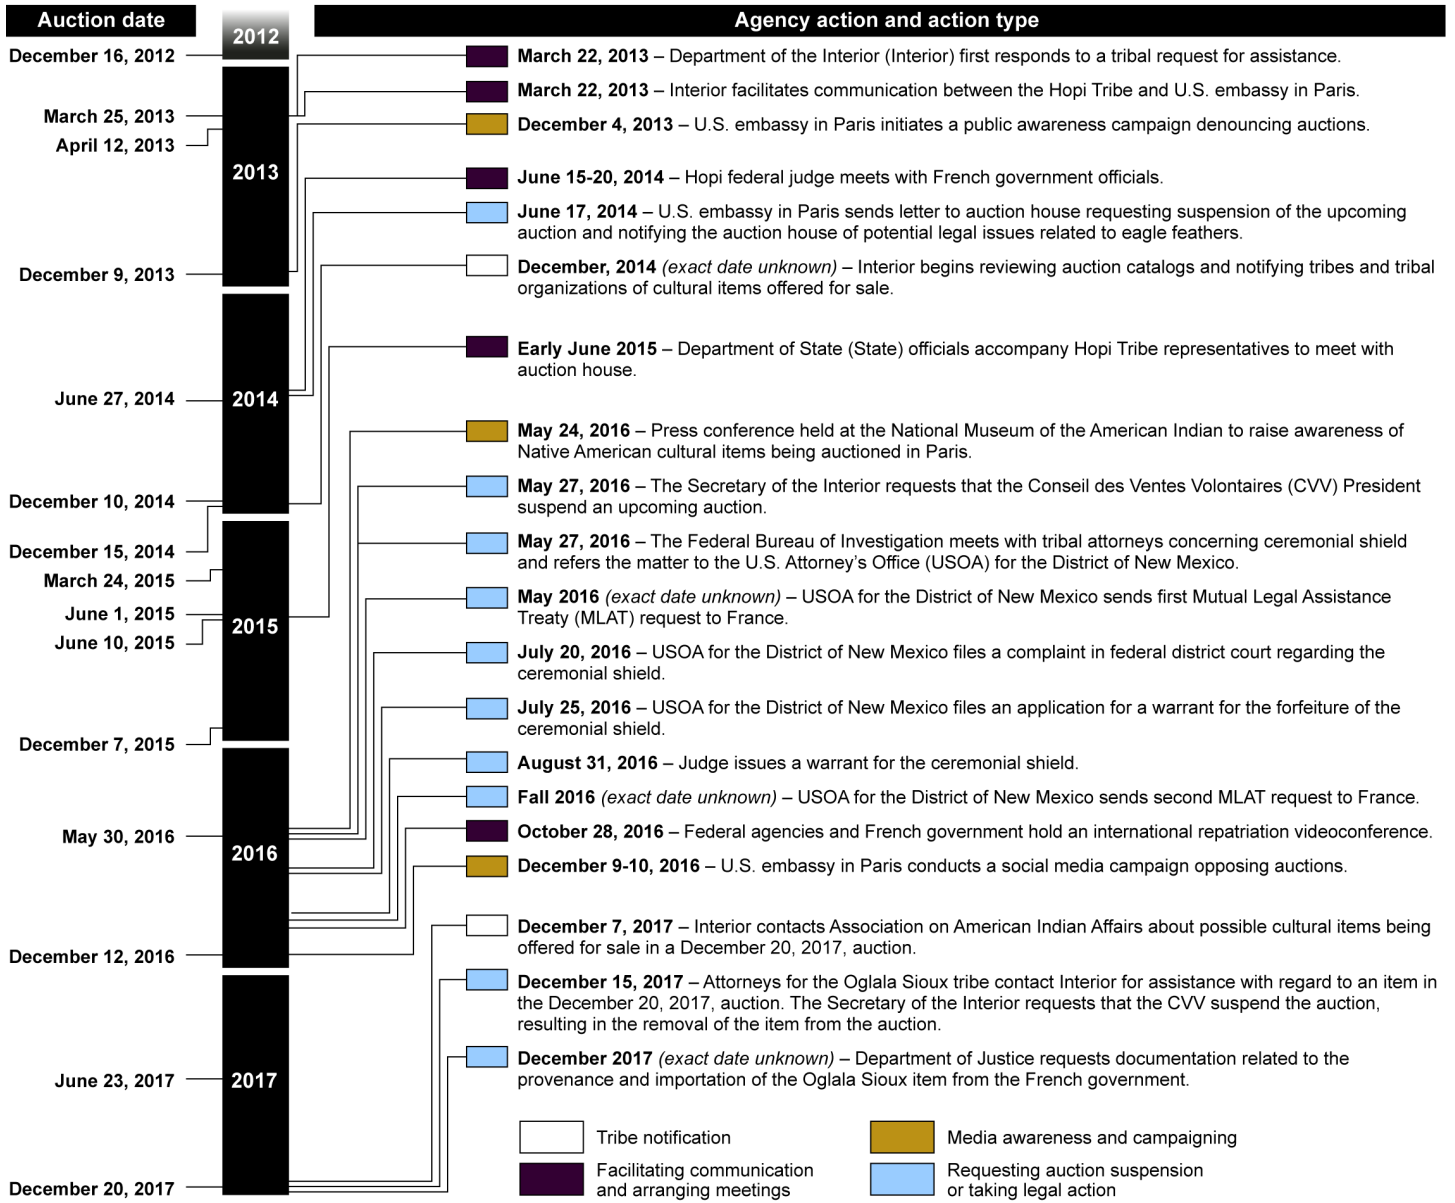 Auction date
Agency action and action type
2012
December 16, 2012
March 25, 2013
April 12, 2013
2013
December 9, 2013
June 27, 2014
2014
December 10, 2014
December 15, 2014
March 24, 2015
June 1, 2015
2015
June 10, 2015
December 7, 2015
May 30, 2016
2016
December 12, 2016
June 23, 2017
2017
December 20, 2017
March 22, 2013 – Department of the Interior (Interior) first responds to a tribal request for assistance.
March 22, 2013 – Interior facilitates communication between the Hopi Tribe and U.S. embassy in Paris.
December 4, 2013 – U.S. embassy in Paris initiates a public awareness campaign denouncing auctions.
June 15-20, 2014 – Hopi federal judge meets with French government officials.
June 17, 2014 – U.S. embassy in Paris sends letter to auction house requesting suspension of the upcoming
auction and notifying the auction house of potential legal issues related to eagle feathers.
December, 2014 (exact date unknown) – Interior begins reviewing auction catalogs and notifying tribes and tribal
organizations of cultural items offered for sale.
Early June 2015 – Department of State (State) officials accompany Hopi Tribe representatives to meet with
auction house.
May 24, 2016 – Press conference held at the National Museum of the American Indian to raise awareness of
Native American cultural items being auctioned in Paris.
May 27, 2016 – The Secretary of the Interior requests that the Conseil des Ventes Volontaires (CVV) President
suspend an upcoming auction.
May 27, 2016 – The Federal Bureau of Investigation meets with tribal attorneys concerning ceremonial shield
and refers the matter to the U.S. Attorney’s Office (USOA) for the District of New Mexico.
May 2016 (exact date unknown) – USOA for the District of New Mexico sends first Mutual Legal Assistance
Treaty (MLAT) request to France.
July 20, 2016 – USOA for the District of New Mexico files a complaint in federal district court regarding the
ceremonial shield.
July 25, 2016 – USOA for the District of New Mexico files an application for a warrant for the forfeiture of the
ceremonial shield.
August 31, 2016 – Judge issues a warrant for the ceremonial shield.
Fall 2016 (exact date unknown) – USOA for the District of New Mexico sends second MLAT request to France.
October 28, 2016 – Federal agencies and French government hold an international repatriation videoconference.
December 9-10, 2016 – U.S. embassy in Paris conducts a social media campaign opposing auctions.
December 7, 2017 – Interior contacts Association on American Indian Affairs about possible cultural items being
offered for sale in a December 20, 2017, auction.
December 15, 2017 – Attorneys for the Oglala Sioux tribe contact Interior for assistance with regard to an item in
the December 20, 2017, auction. The Secretary of the Interior requests that the CVV suspend the auction,
resulting in the removal of the item from the auction.
December 2017 (exact date unknown) – Department of Justice requests documentation related to the
provenance and importation of the Oglala Sioux item from the French government.
Tribe notification
Facilitating communication
and arranging meetings
Media awareness and campaigning
Requesting auction suspension
or taking legal action